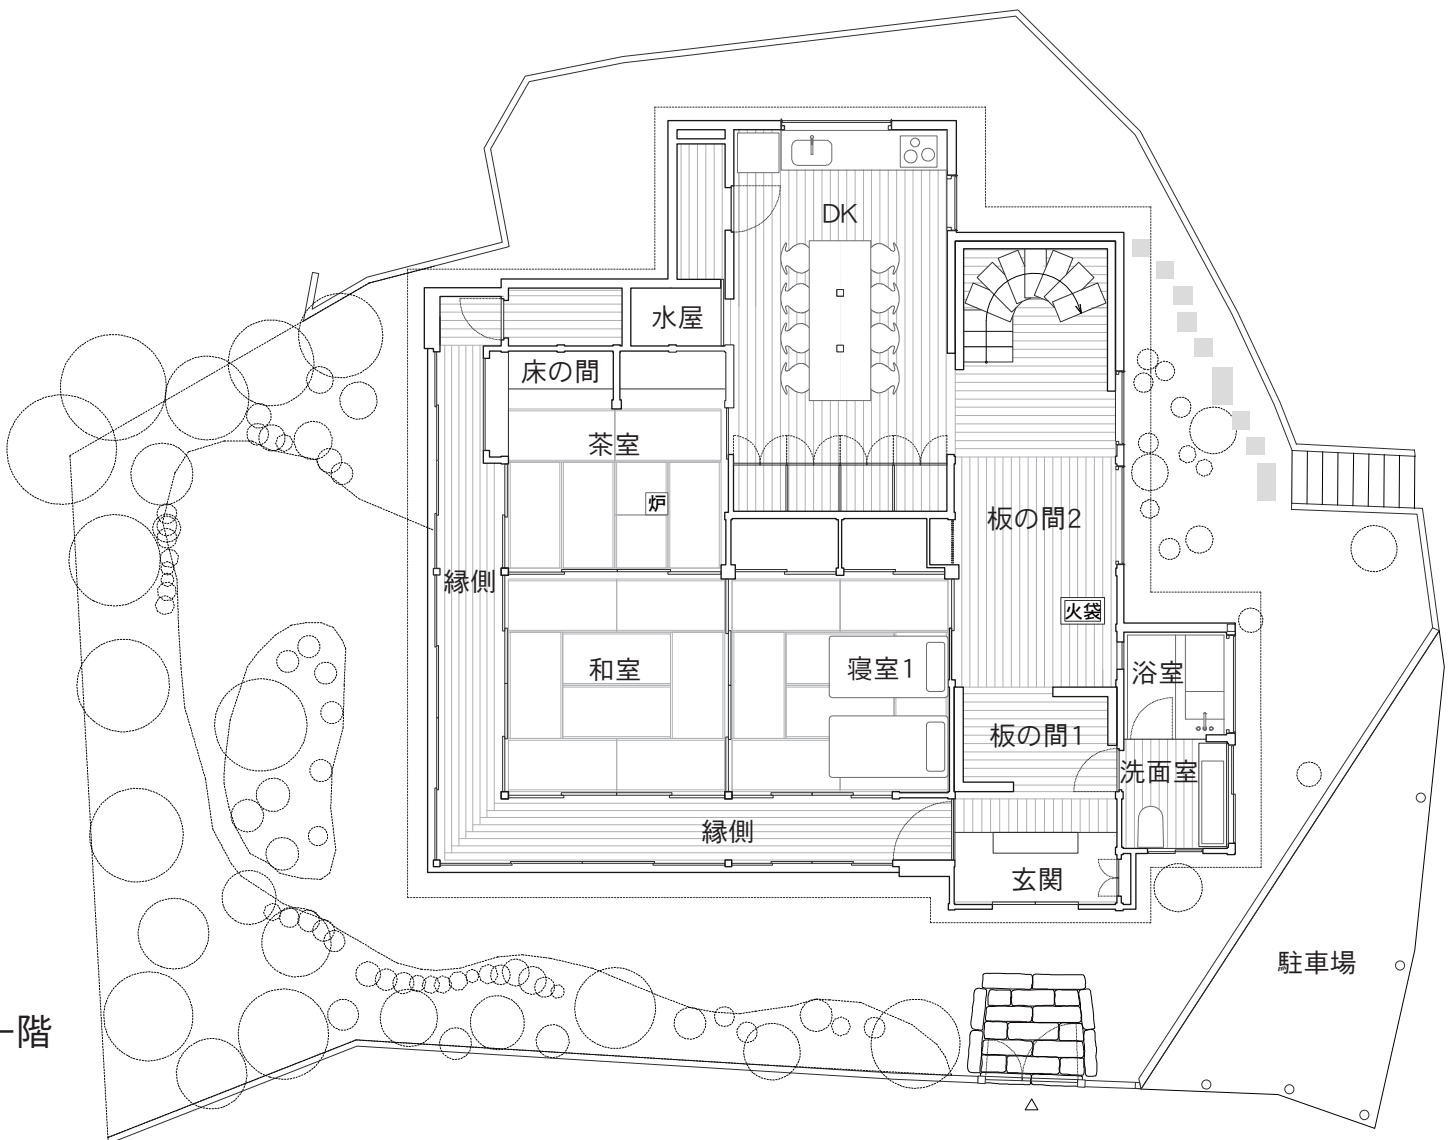 DK
水屋
床の間
茶室
炉
板の間2
縁側
火袋
和室
寝室1
浴室
板の間1
洗面室
縁側
玄関
駐車場
一階